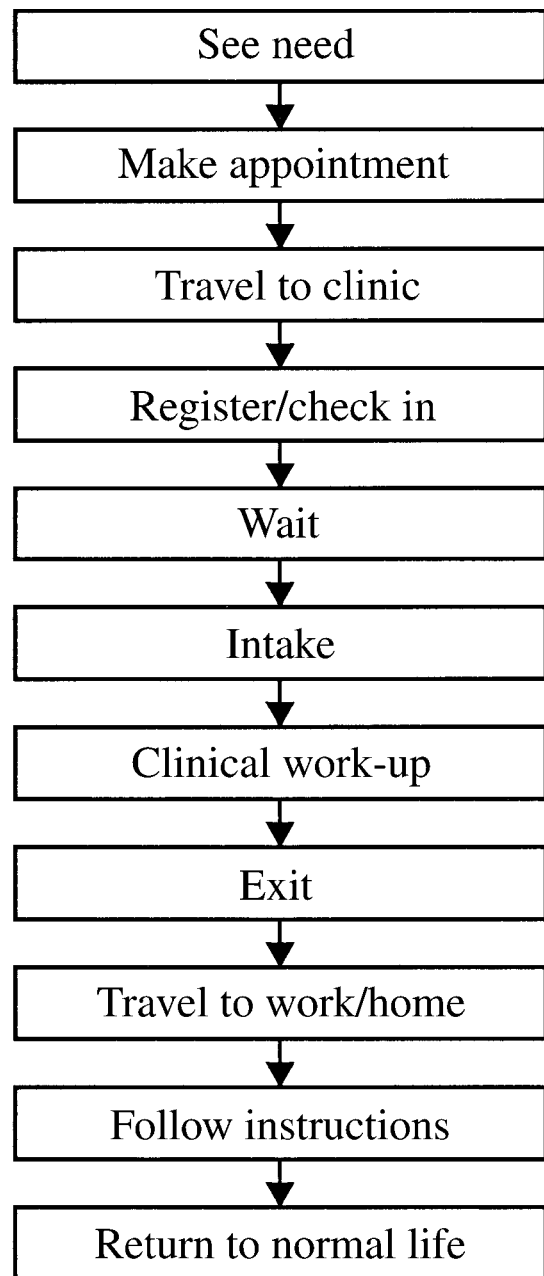 See need
Make appointment
Travel to clinic
Register/check in
Wait
Intake
Clinical work-up
Exit
Travel to work/home
Follow instructions
Return to normal life